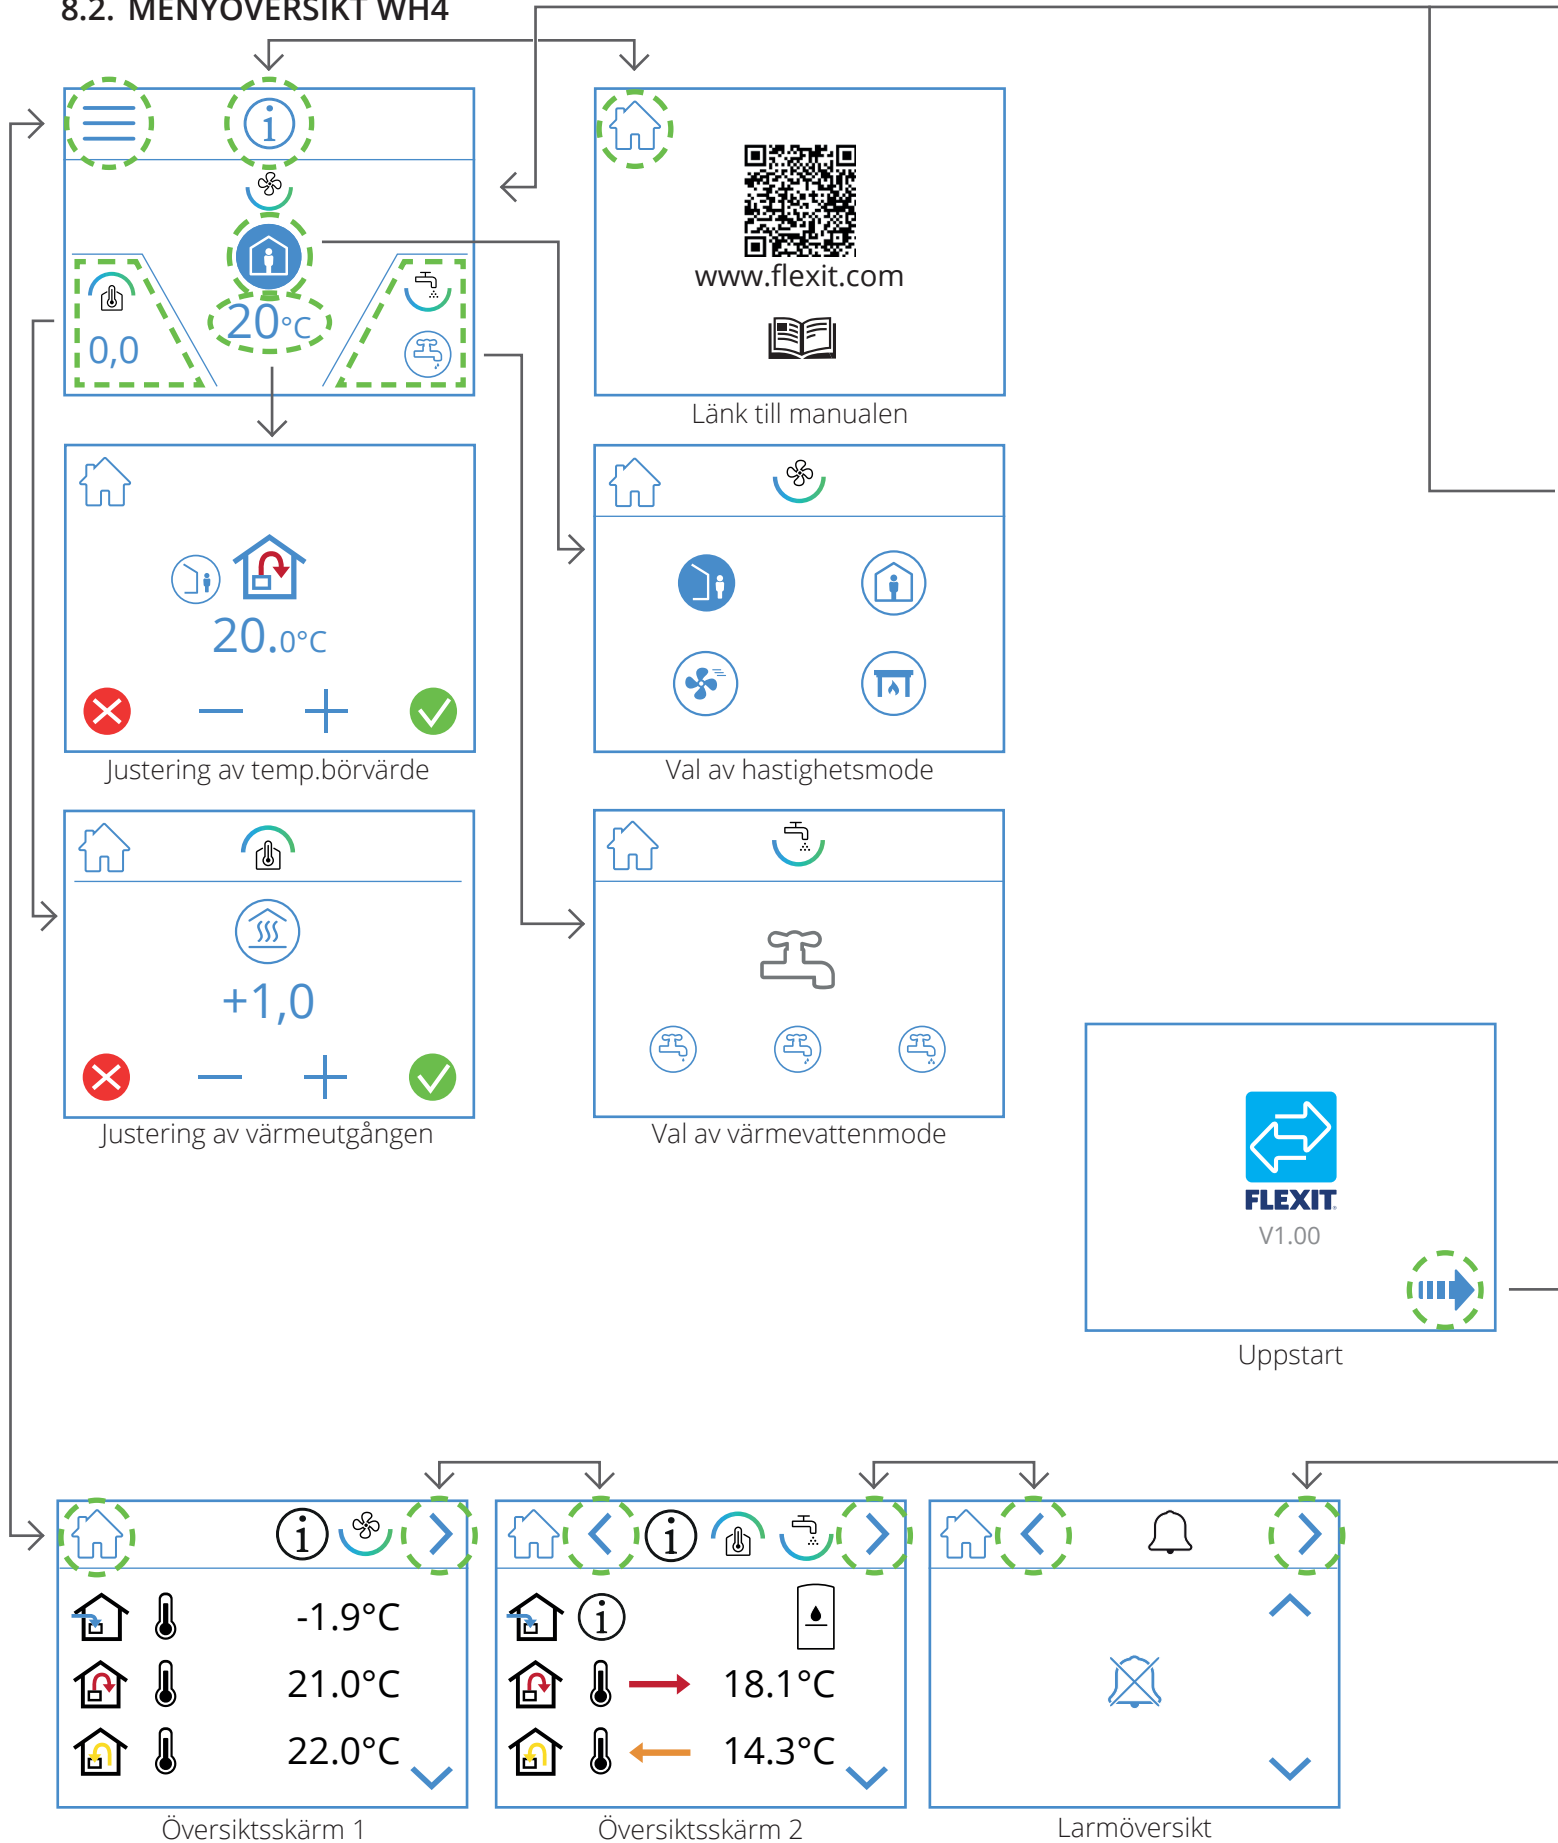 8.2. MENYÖVERSIKT WH4
i
20°C
0,0
www.flexit.com
Länk till manualen
20.0°C
Justering av temp.börvärde
Val av hastighetsmode
+1,0
Justering av värmeutgången
Val av värmevattenmode
FLEXIT
V1.00
Uppstart
i
-1.9°C
21.0°C
22.0°C
Översiktsskärm 1
i
i
18.1°C
14.3°C
Översiktsskärm 2
Larmöversikt